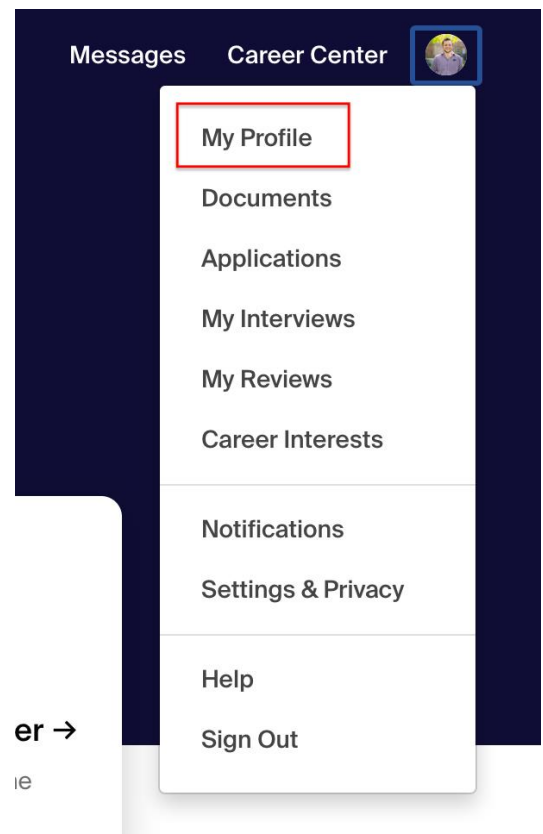 Messages Career Center
My Profile
Documents
Applications
My Interviews
My Reviews
Career Interests
Notifications
Settings & Privacy
Help
er →
Sign Out